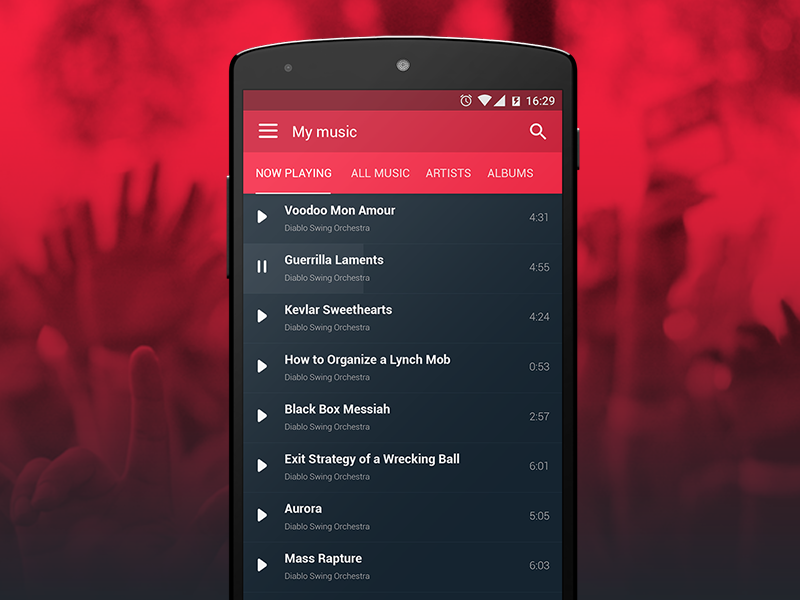 16:29
My music
NOW PLAYING ALL MUSIC ARTISTS ALBUMS
Voodoo Mon Amour
Diablo Swing Orchestra
4:31
Guerrilla Laments
Diablo Swing Orchestra
4:55
Kevlar Sweethearts
Diablo Swing Orchestra
4:24
How to Organize a Lynch Mob
Diablo Swing Orchestra
0:53
Black Box Messiah
Diablo Swing Orchestra
2:57
Exit Strategy of a Wrecking Ball
Diablo Swing Orchestra
6:01
Aurora
Diablo Swing Orchestra
5:05
Mass Rapture
Diablo Swing Orchestra
6:03